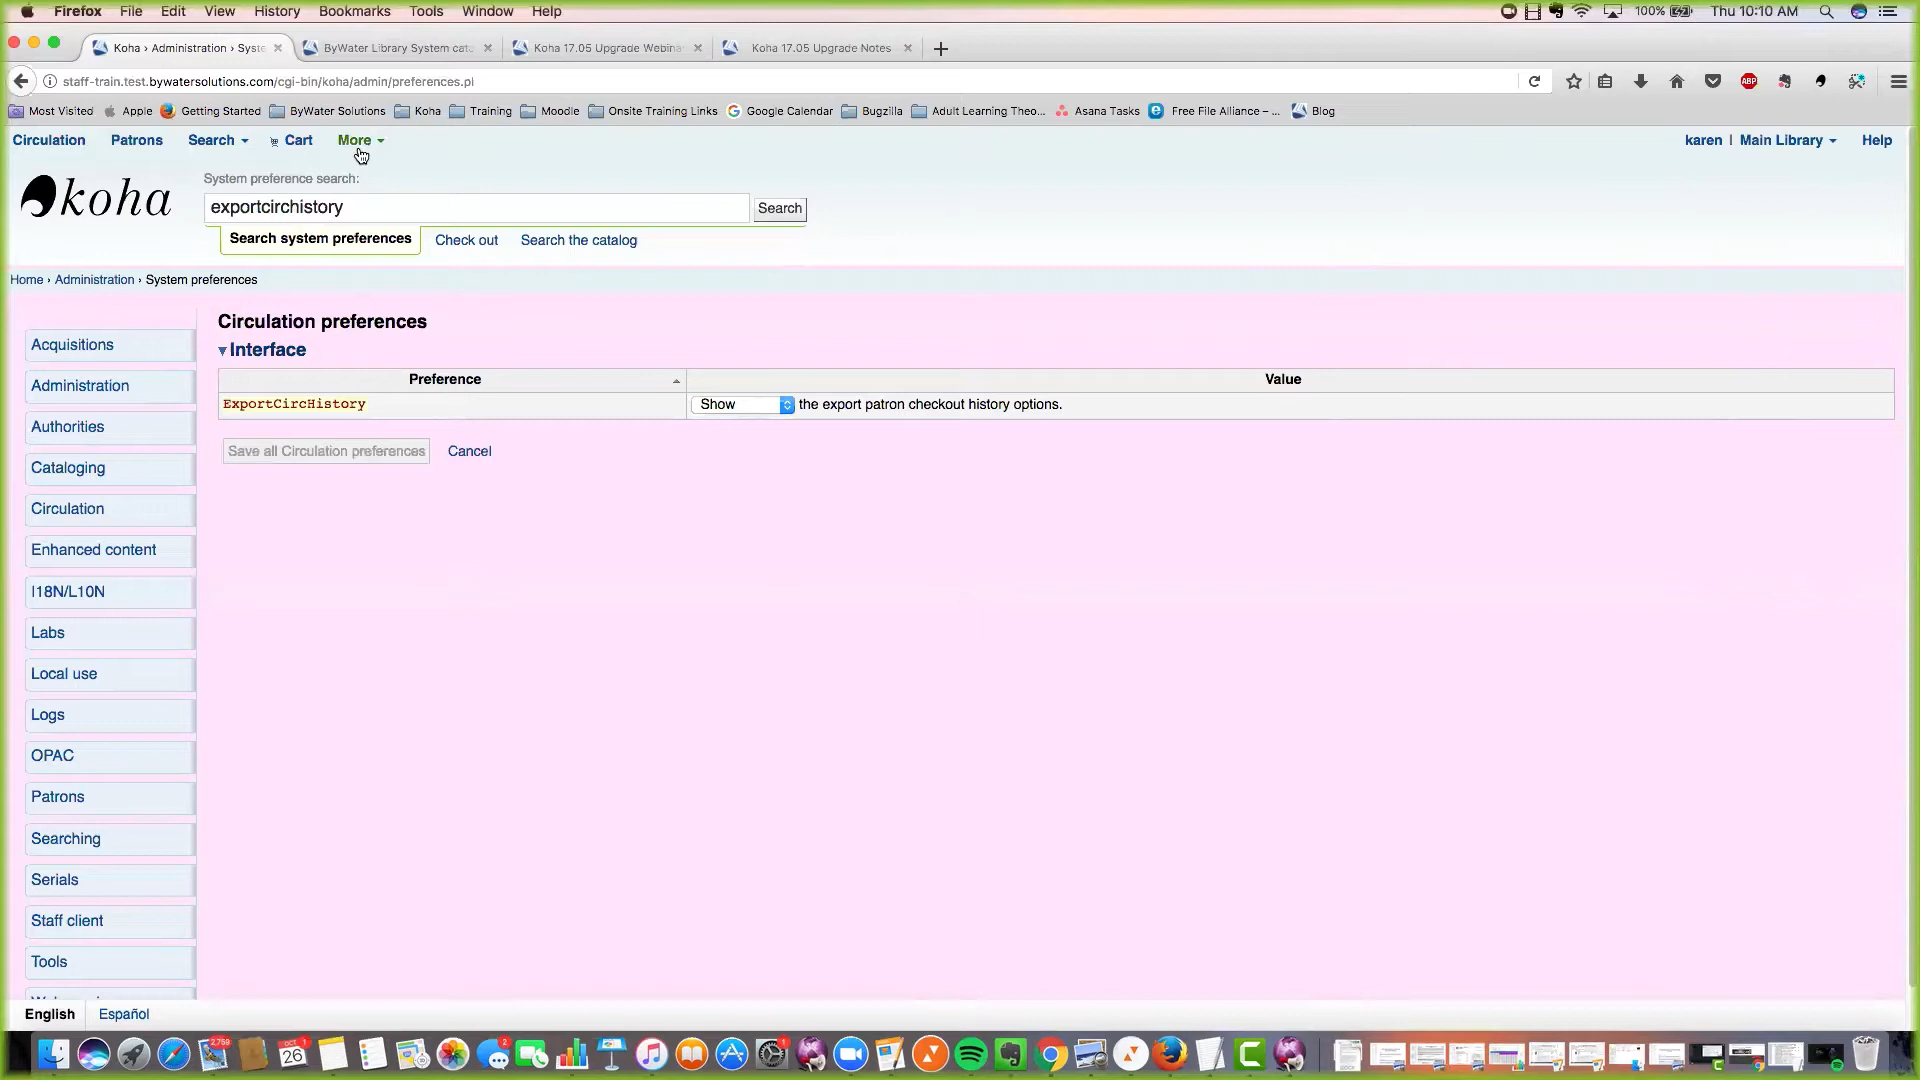 Firefox File Edit View History Bookmarks Tools Window Help 100% Thu 10:10 AM
Koha › Administration › Syste ByWater Library System cata Koha 17.05 Upgrade Webina Koha 17.05 Upgrade Notes
staff-train.test.bywatersolutions.com/cgi-bin/koha/admin/preferences.pl
Most Visited Apple Getting Started ByWater Solutions Koha Training Moodle Onsite Training Links Google Calendar Bugzilla Adult Learning Theo... Asana Tasks Free File Alliance – ... Blog
Circulation Patrons Search Cart More karen | Main Library Help
System preference search:
koha
exportcirchistory Search
Search system preferences Check out Search the catalog
Home › Administration › System preferences
Circulation preferences
Interface
Preference Value
ExportCircHistory Show the export patron checkout history options.
Save all Circulation preferences Cancel
Acquisitions
Administration
Authorities
Cataloging
Circulation
Enhanced content
I18N/L10N
Labs
Local use
Logs
OPAC
Patrons
Searching
Serials
Staff client
Tools
English Español
2,759 OCT 26 2 1